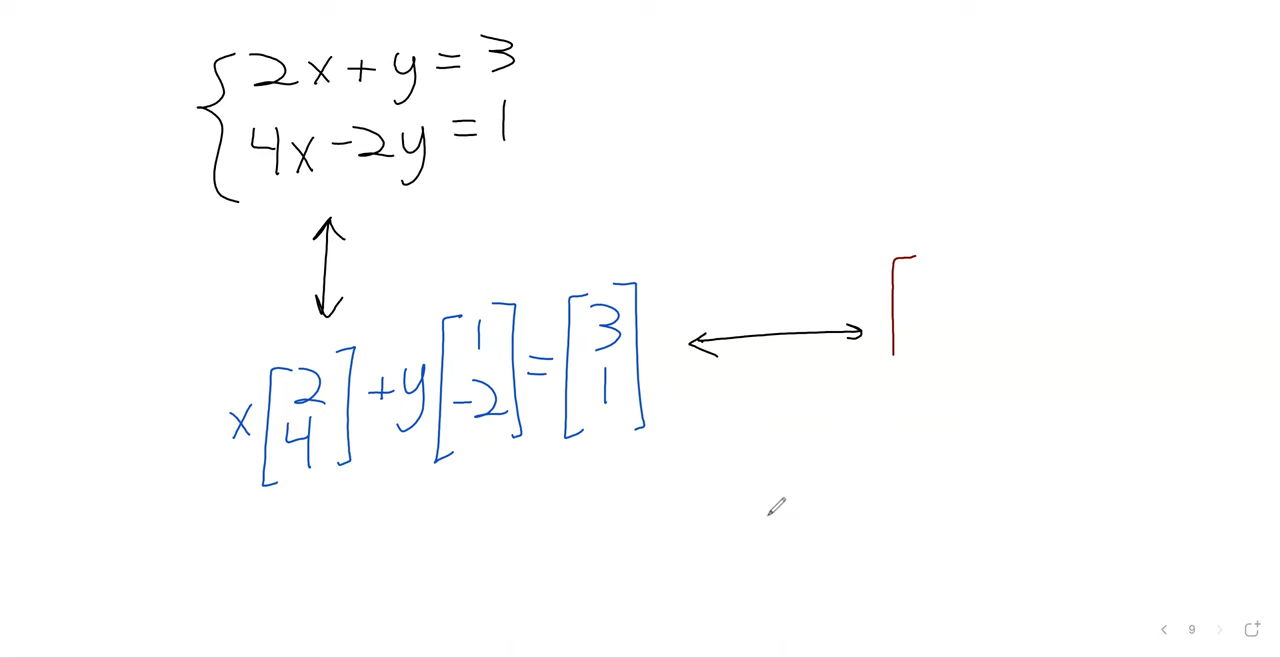 2x + y = 3
4x - 2y = 1
x [2 4] + y [1 -2] = [3 1]
9